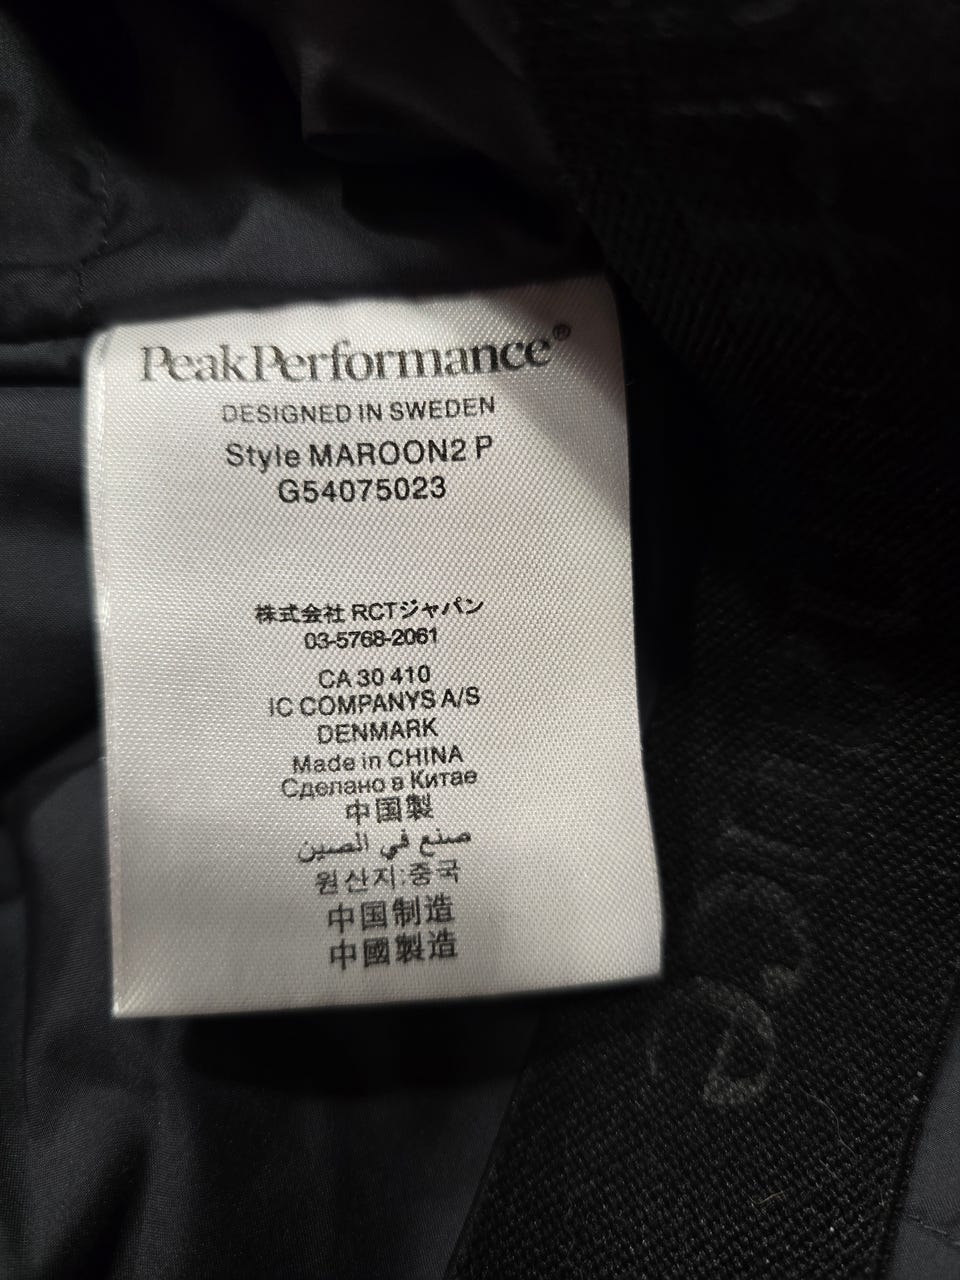 PeakPerformance®
DESIGNED IN SWEDEN
Style MAROON2 P
G54075023
株式会社 RCTジャパン
03-5768-2061
CA 30 410
IC COMPANYS A/S
DENMARK
Made in CHINA
Сделано в Китае
中国製
صنع في الصين
원산지:중국
中国制造
中國製造